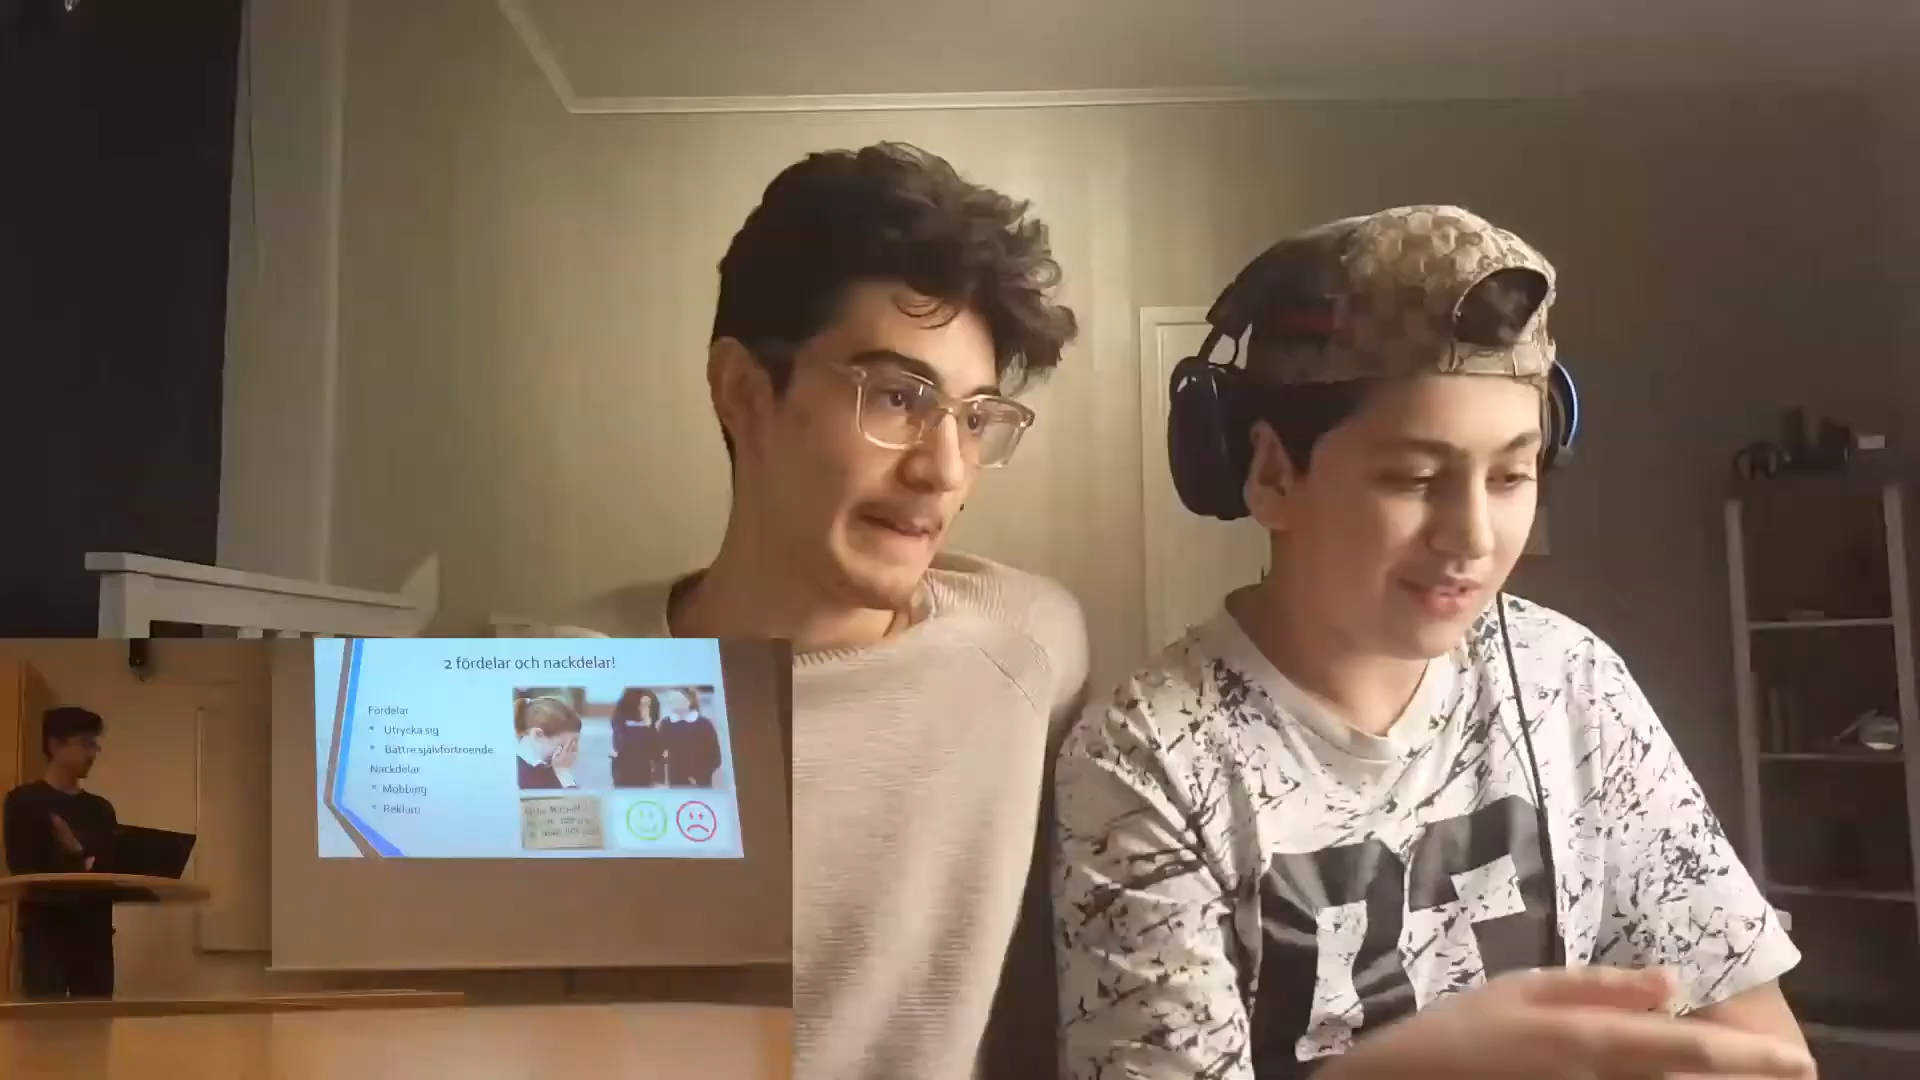 2 fördelar och nackdelar!
Fördelar
Utrycka sig
Bättre självförtroende
Nackdelar
Mobbing
Reklam